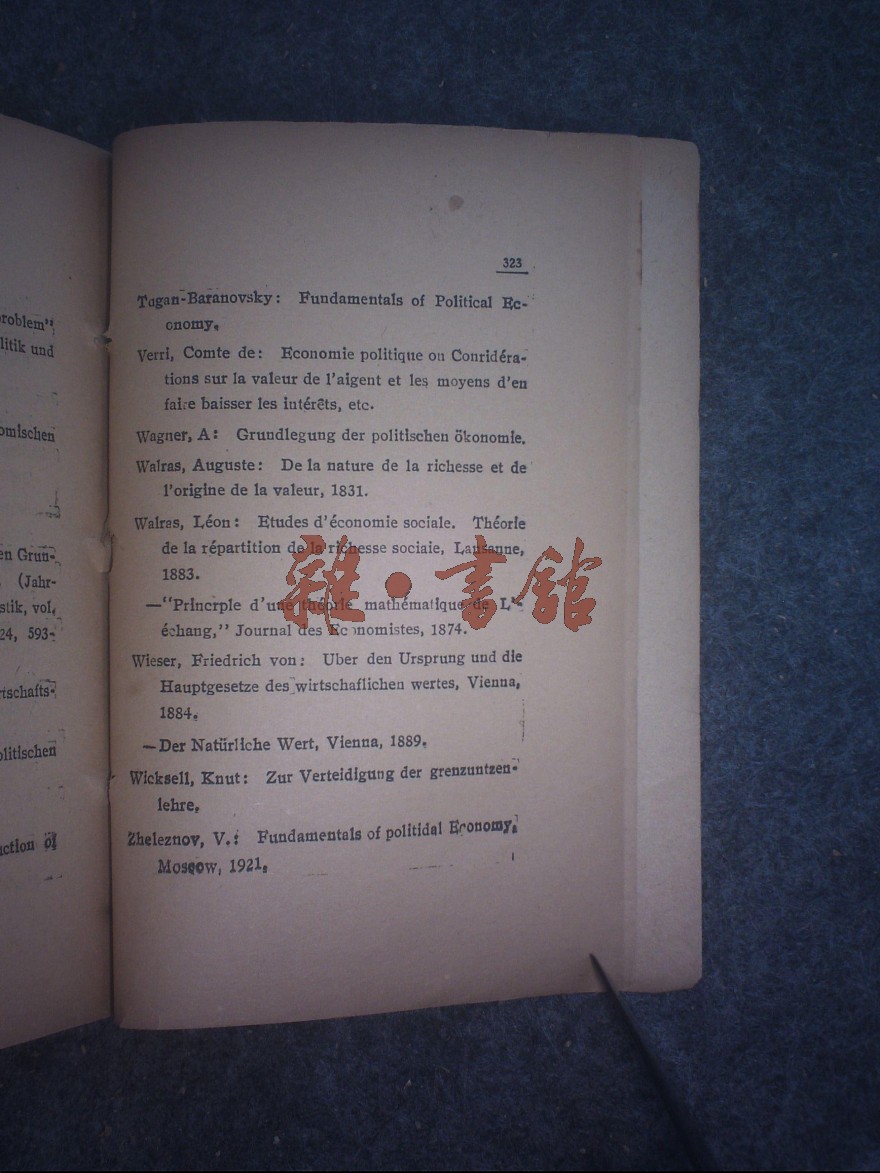 roblem",
litik und
omischen
en Grun-
(Jahr-
stik, vol.
24, 593-
rtschafts-
olitischen
uction of
323
Tugan-Baranovsky: Fundamentals of Political Ec-
onomy.
Verri, Comte de: Economie politique ou Conridéra-
tions sur la valeur de l'aigent et les moyens d'en
faire baisser les intérêts, etc.
Wagner, A: Grundlegung der politischen ökonomie.
Walras, Auguste: De la nature de la richesse et de
l'origine de la valeur, 1831.
Walras, Léon: Etudes d'économie sociale. Théorie
de la répartition de la richesse sociaie, Lausanne,
1883.
—"Princrple d'une théorie mathématique de L'-
échang," Journal des Economistes, 1874.
Wieser, Friedrich von: Uber den Ursprung und die
Hauptgesetze des wirtschaflichen wertes, Vienna,
1884.
—Der Natürliche Wert, Vienna, 1889.
Wicksell, Knut: Zur Verteidigung der grenzuntzen-
lehre.
Zheleznov, V.: Fundamentals of politidal Economy,
Moscow, 1921.
雜·書館